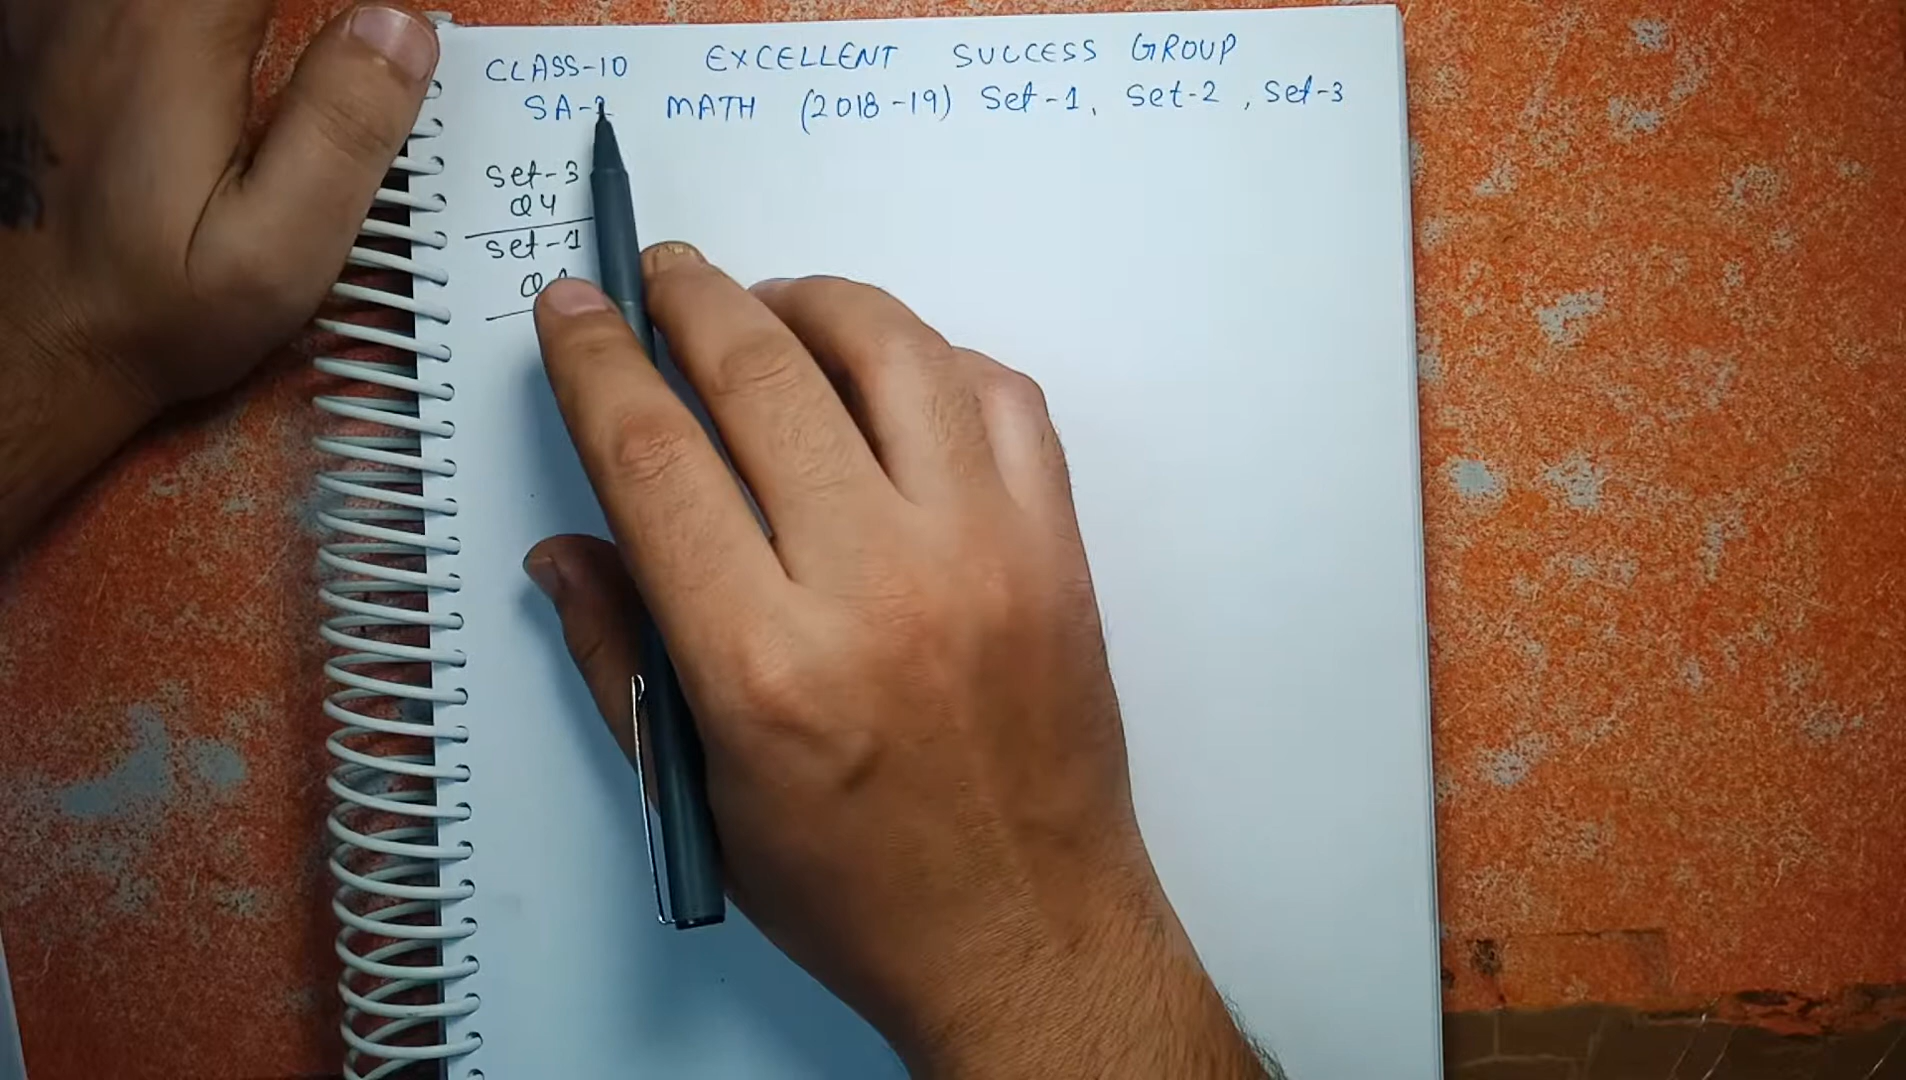 CLASS-10 EXCELLENT SUCCESS GROUP
SA- MATH (2018-19) Set-1, Set-2, Set-3
Set-3
Q4
Set-1
Q